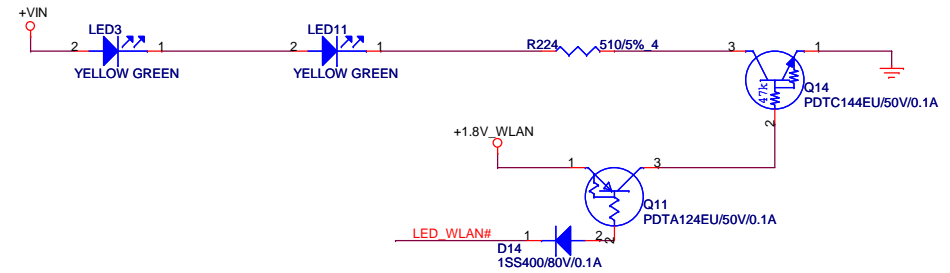 +VIN
LED3
LED11
2
1
2
1
R224
510/5%_4
3
1
YELLOW GREEN
YELLOW GREEN
47k
Q14
PDTC144EU/50V/0.1A
2
+1.8V_WLAN
1
3
Q11
PDTA124EU/50V/0.1A
LED_WLAN#
1
2
2
D14
1SS400/80V/0.1A